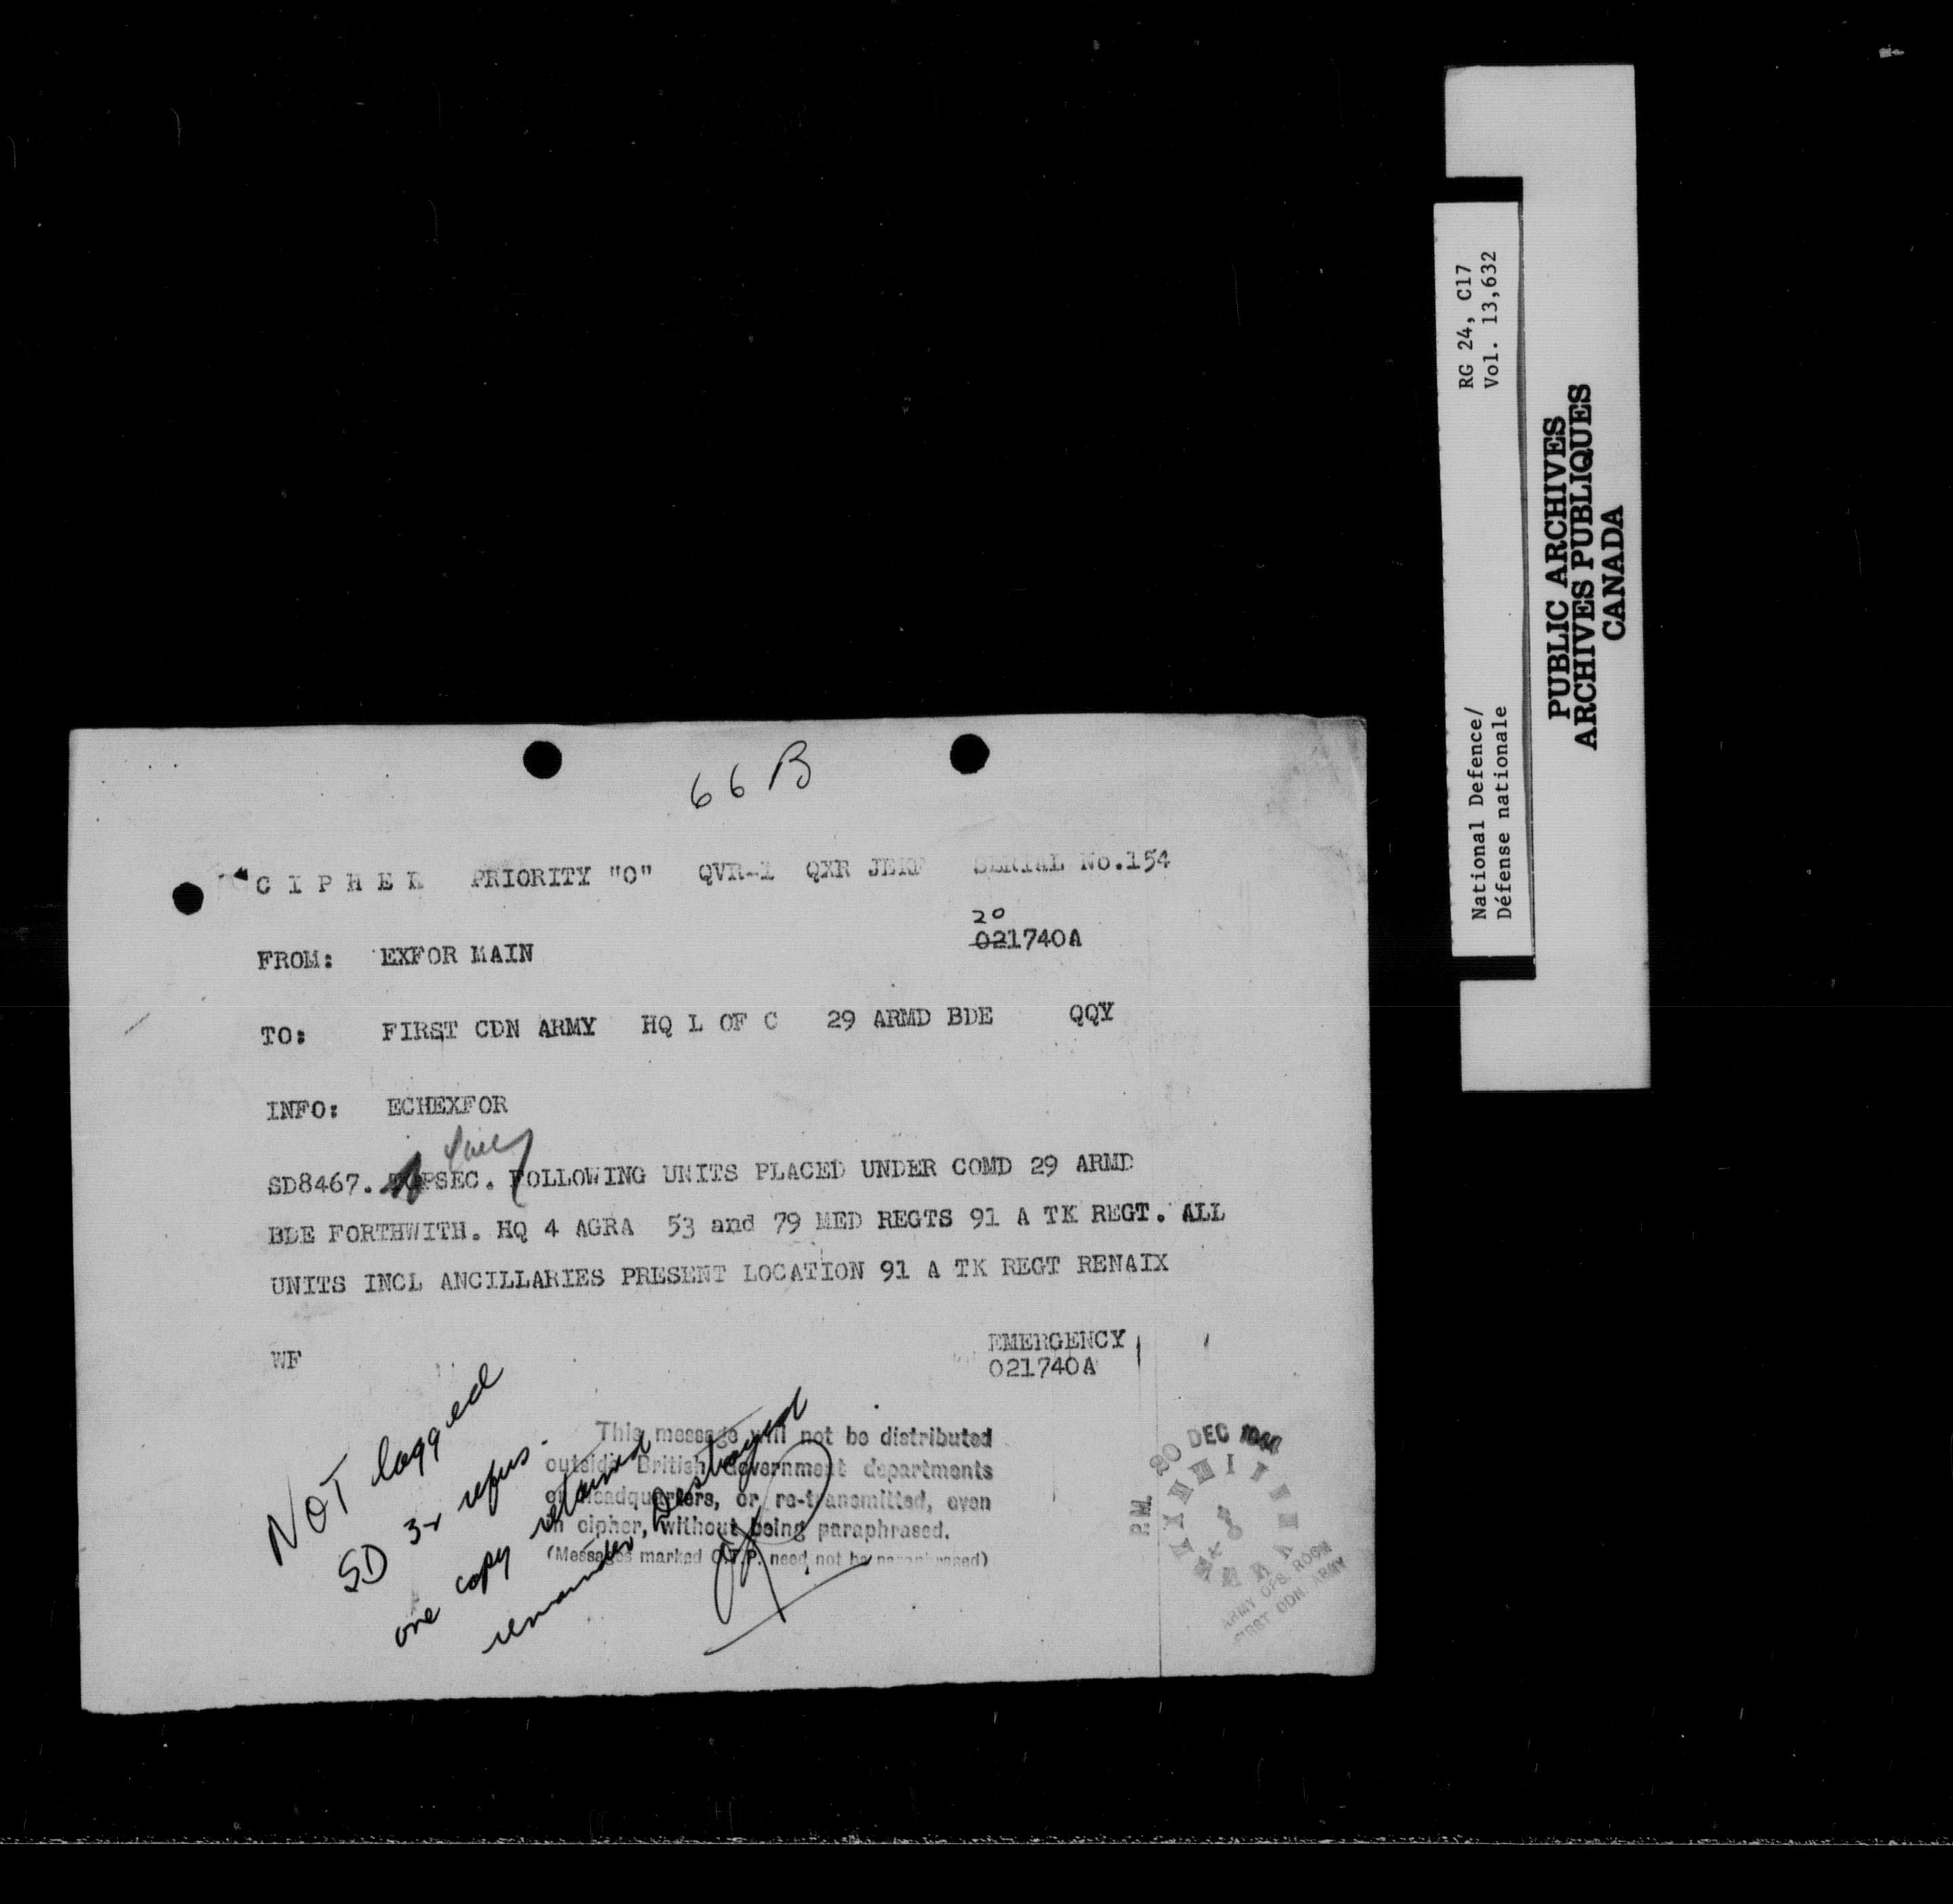 66B
CIPHER PRIORITY "O" QVR-1 QXR SERIAL No.154
20
021740A
FROM: EXFOR MAIN
TO: FIRST CDN ARMY HQ L OF C 29 ARMD BDE QQY
INFO: ECHEXFOR
SD8467. FOLLOWING UNITS PLACED UNDER COMD 29 ARMD
BDE FORTHWITH. HQ 4 AGRA 53 and 79 MED REGTS 91 A TK REGT. ALL
UNITS INCL ANCILLARIES PRESENT LOCATION 91 A TK REGT RENAIX
WF
EMERGENCY
021740A
This message will not be distributed
outside British Government departments
or headquarters, or re-transmitted, even
in cipher, without being paraphrased.
(Messages marked O.T.P. need not be paraphrased)
NOT logged
SD
one copy retained
remainder Destroyed
20 DEC 1944
P.M.
ARMY OPS. ROOM
FIRST CDN. ARMY
RG 24, C17
Vol. 13,632
National Defence/
Défense nationale
PUBLIC ARCHIVES
ARCHIVES PUBLIQUES
CANADA